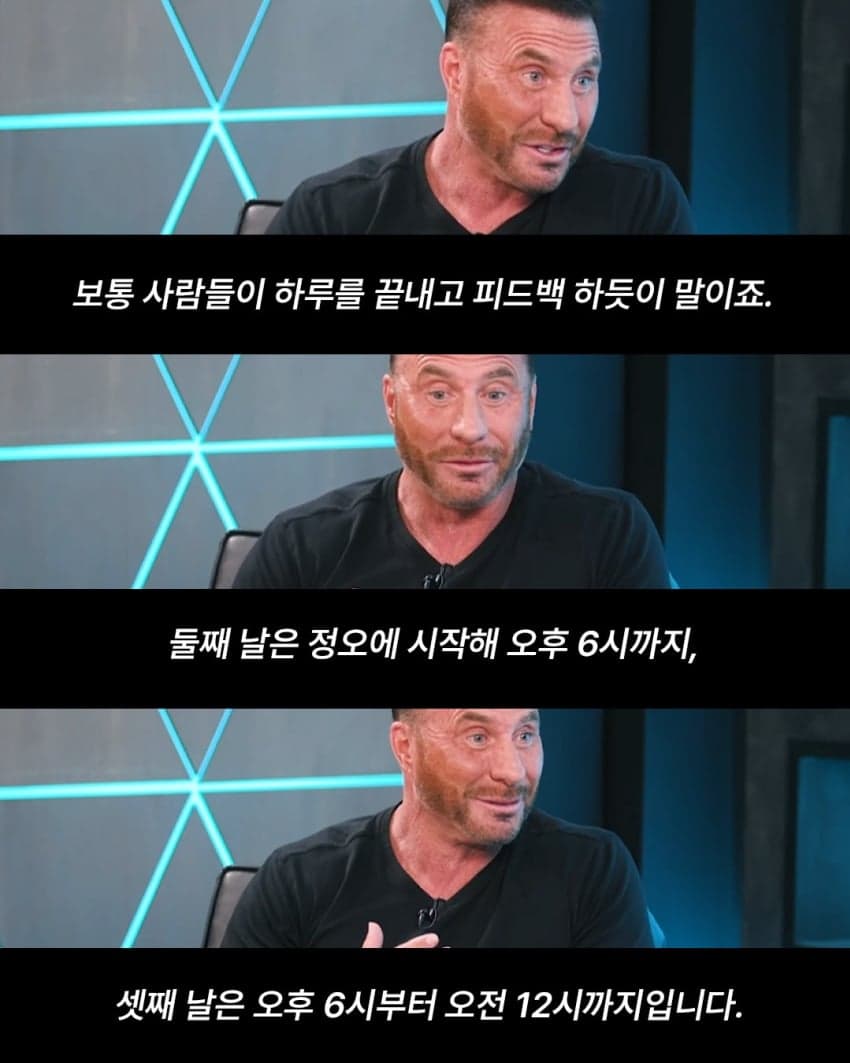 보통 사람들이 하루를 끝내고 피드백 하듯이 말이죠.
둘째 날은 정오에 시작해 오후 6시까지,
셋째 날은 오후 6시부터 오전 12시까지입니다.